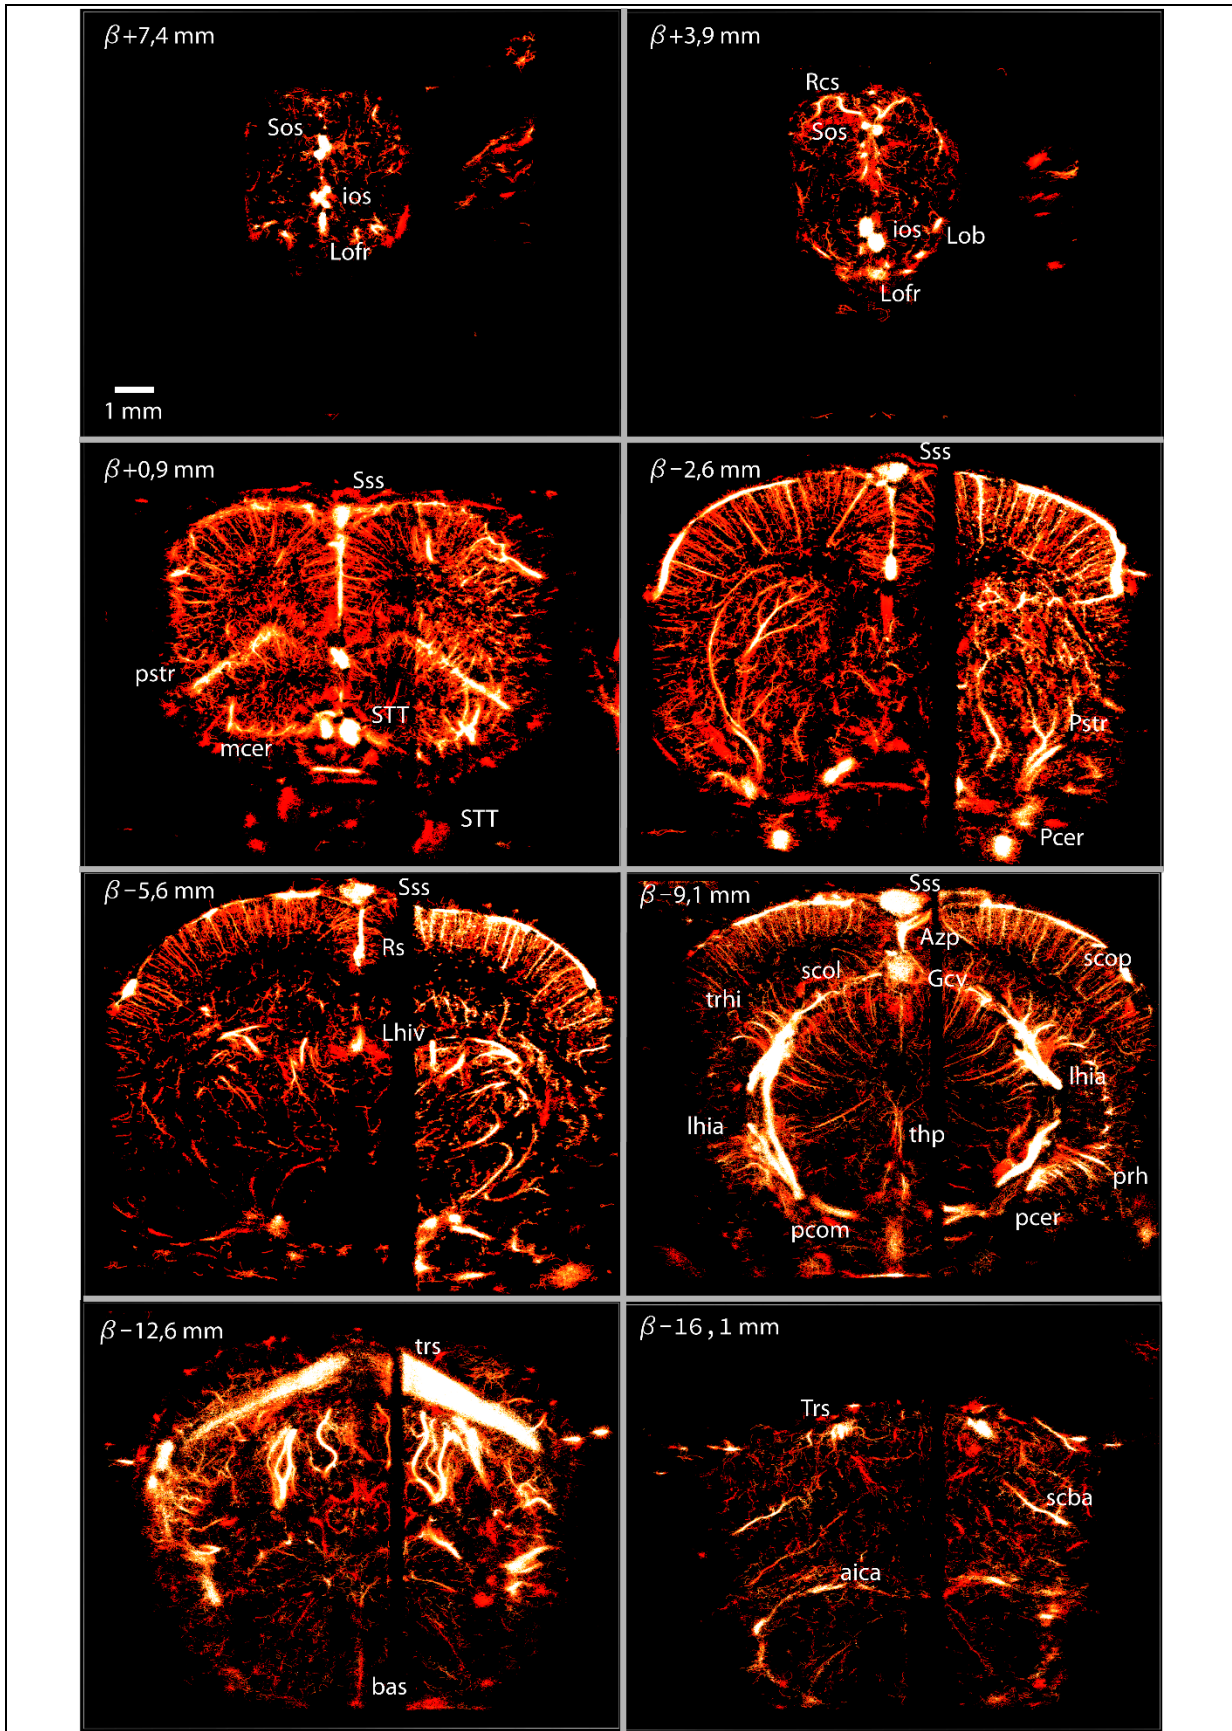 β+7,4 mm
Sos
ios
Lofr
1 mm
β+3,9 mm
Rcs
Sos
ios
Lob
Lofr
β+0,9 mm
Sss
pstr
STT
mcer
STT
β−2,6 mm
Sss
Pstr
Pcer
β−5,6 mm
Sss
Rs
Lhiv
β−9,1 mm
Sss
Azp
scop
scol
Gcv
trhi
lhia
lhia
thp
prh
pcom
pcer
β−12,6 mm
trs
bas
β−16,1 mm
Trs
scba
aica